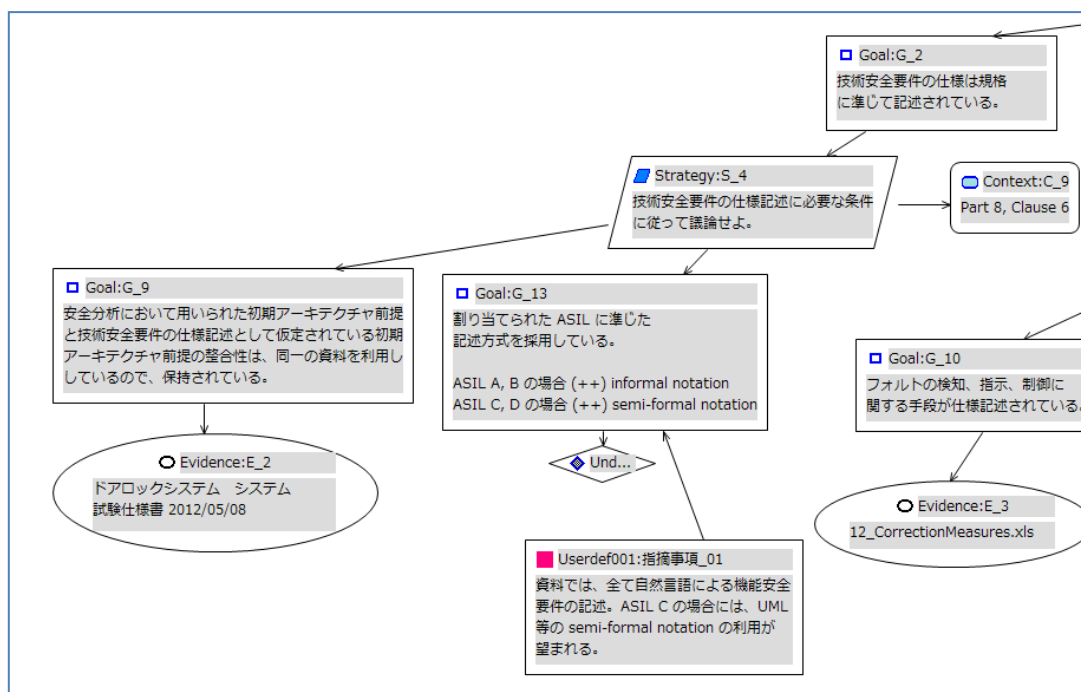 Goal:G_2
技術安全要件の仕様は規格
に準じて記述されている。
Strategy:S_4
技術安全要件の仕様記述に必要な条件
に従って議論せよ。
Context:C_9
Part 8, Clause 6
Goal:G_9
安全分析において用いられた初期アーキテクチャ前提
と技術安全要件の仕様記述として仮定されている初期
アーキテクチャ前提の整合性は、同一の資料を利用し
しているので、保持されている。
Goal:G_13
割り当てられた ASIL に準じた
記述方式を採用している。
ASIL A, B の場合 (++) informal notation
ASIL C, D の場合 (++) semi-formal notation
Goal:G_10
フォルトの検知、指示、制御に
関する手段が仕様記述されている。
Evidence:E_2
ドアロックシステム　システム
試験仕様書 2012/05/08
Und...
Evidence:E_3
12_CorrectionMeasures.xls
Userdef001:指摘事項_01
資料では、全て自然言語による機能安全
要件の記述。ASIL C の場合には、UML
等の semi-formal notation の利用が
望まれる。